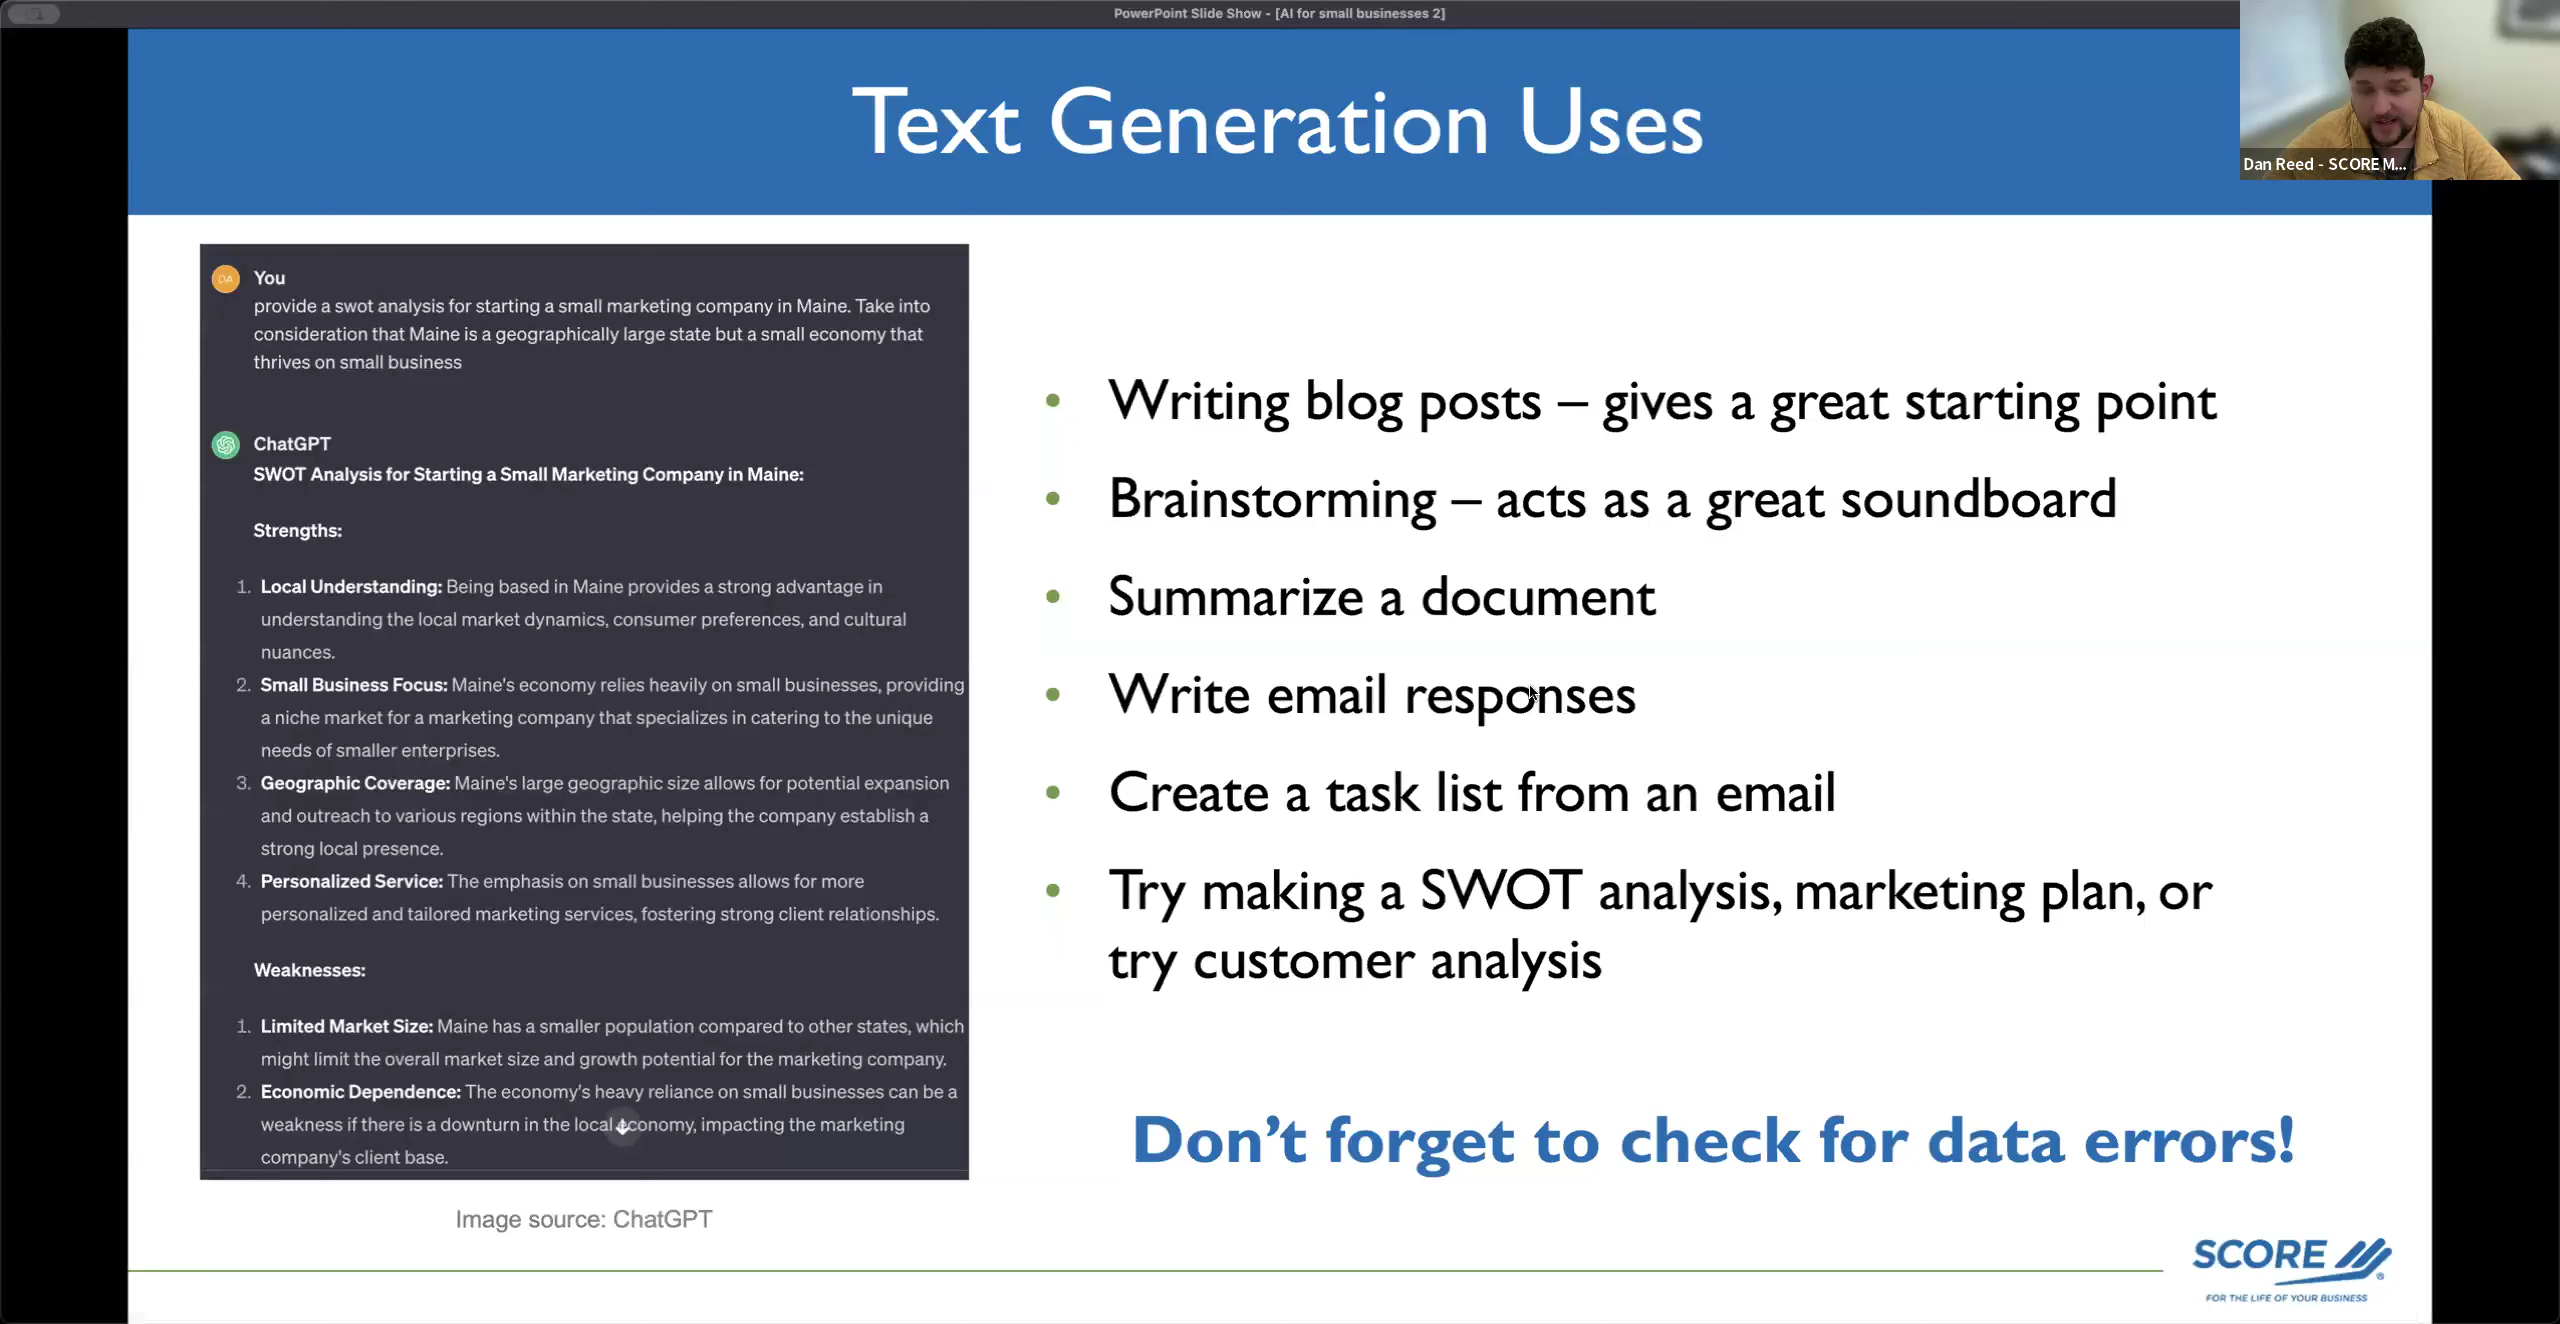 PowerPoint Slide Show - [AI for small businesses 2]
Text Generation Uses
Dan Reed - SCORE M...
DA
You
provide a swot analysis for starting a small marketing company in Maine. Take into
consideration that Maine is a geographically large state but a small economy that
thrives on small business
ChatGPT
SWOT Analysis for Starting a Small Marketing Company in Maine:
Strengths:
1. Local Understanding: Being based in Maine provides a strong advantage in
understanding the local market dynamics, consumer preferences, and cultural
nuances.
2. Small Business Focus: Maine's economy relies heavily on small businesses, providing
a niche market for a marketing company that specializes in catering to the unique
needs of smaller enterprises.
3. Geographic Coverage: Maine's large geographic size allows for potential expansion
and outreach to various regions within the state, helping the company establish a
strong local presence.
4. Personalized Service: The emphasis on small businesses allows for more
personalized and tailored marketing services, fostering strong client relationships.
Weaknesses:
1. Limited Market Size: Maine has a smaller population compared to other states, which
might limit the overall market size and growth potential for the marketing company.
2. Economic Dependence: The economy's heavy reliance on small businesses can be a
weakness if there is a downturn in the local economy, impacting the marketing
company's client base.
Image source: ChatGPT
• Writing blog posts – gives a great starting point
• Brainstorming – acts as a great soundboard
• Summarize a document
• Write email responses
• Create a task list from an email
• Try making a SWOT analysis, marketing plan, or
try customer analysis
Don't forget to check for data errors!
SCORE
®
FOR THE LIFE OF YOUR BUSINESS